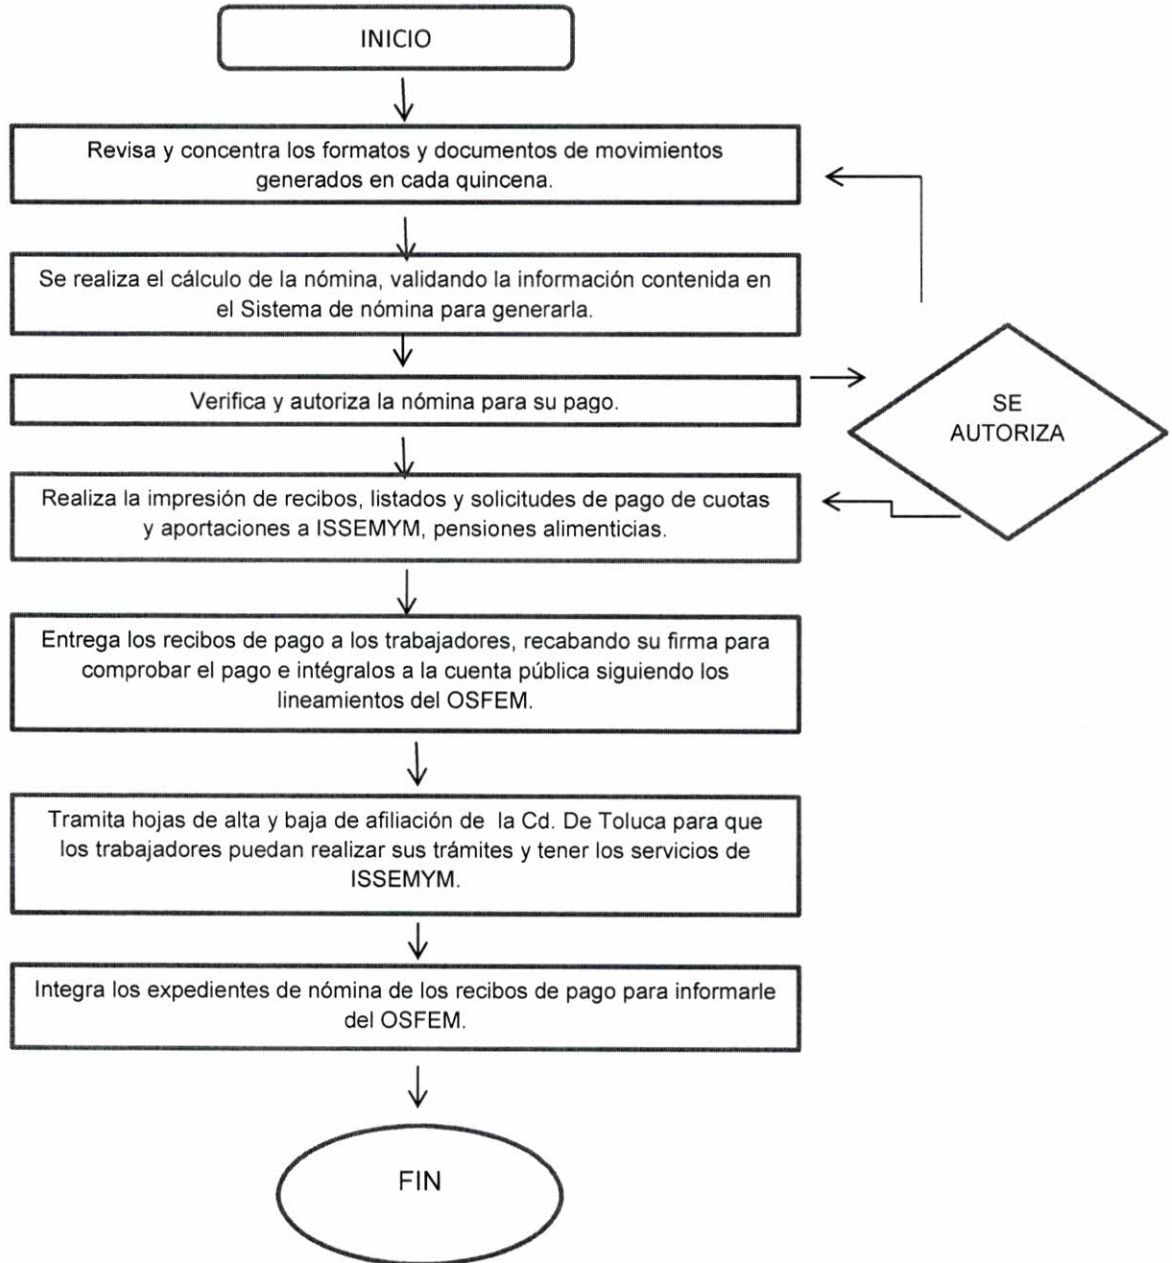 INICIO
Revisa y concentra los formatos y documentos de movimientos
generados en cada quincena.
Se realiza el cálculo de la nómina, validando la información contenida en
el Sistema de nómina para generarla.
Verifica y autoriza la nómina para su pago.
SE
AUTORIZA
Realiza la impresión de recibos, listados y solicitudes de pago de cuotas
y aportaciones a ISSEMYM, pensiones alimenticias.
Entrega los recibos de pago a los trabajadores, recabando su firma para
comprobar el pago e intégralos a la cuenta pública siguiendo los
lineamientos del OSFEM.
Tramita hojas de alta y baja de afiliación de la Cd. De Toluca para que
los trabajadores puedan realizar sus trámites y tener los servicios de
ISSEMYM.
Integra los expedientes de nómina de los recibos de pago para informarle
del OSFEM.
FIN